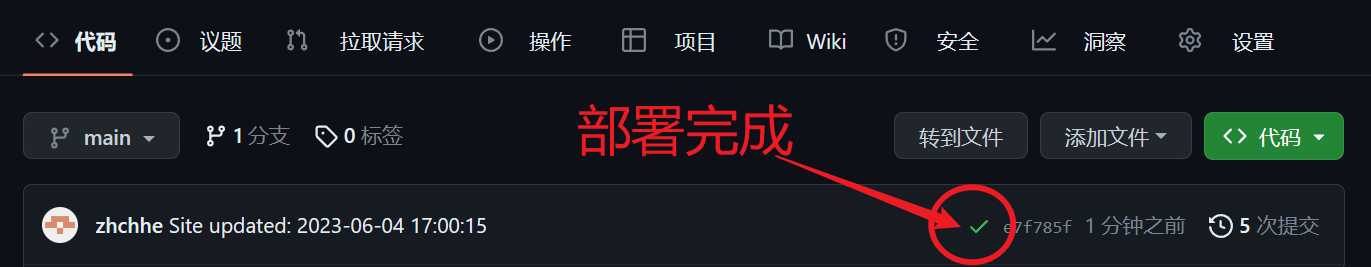 代码 议题 拉取请求 操作 项目 Wiki 安全 洞察 设置
部署完成
main 1 分支 0 标签 转到文件 添加文件 代码
zhchhe Site updated: 2023-06-04 17:00:15 e7f785f 1 分钟之前 5 次提交